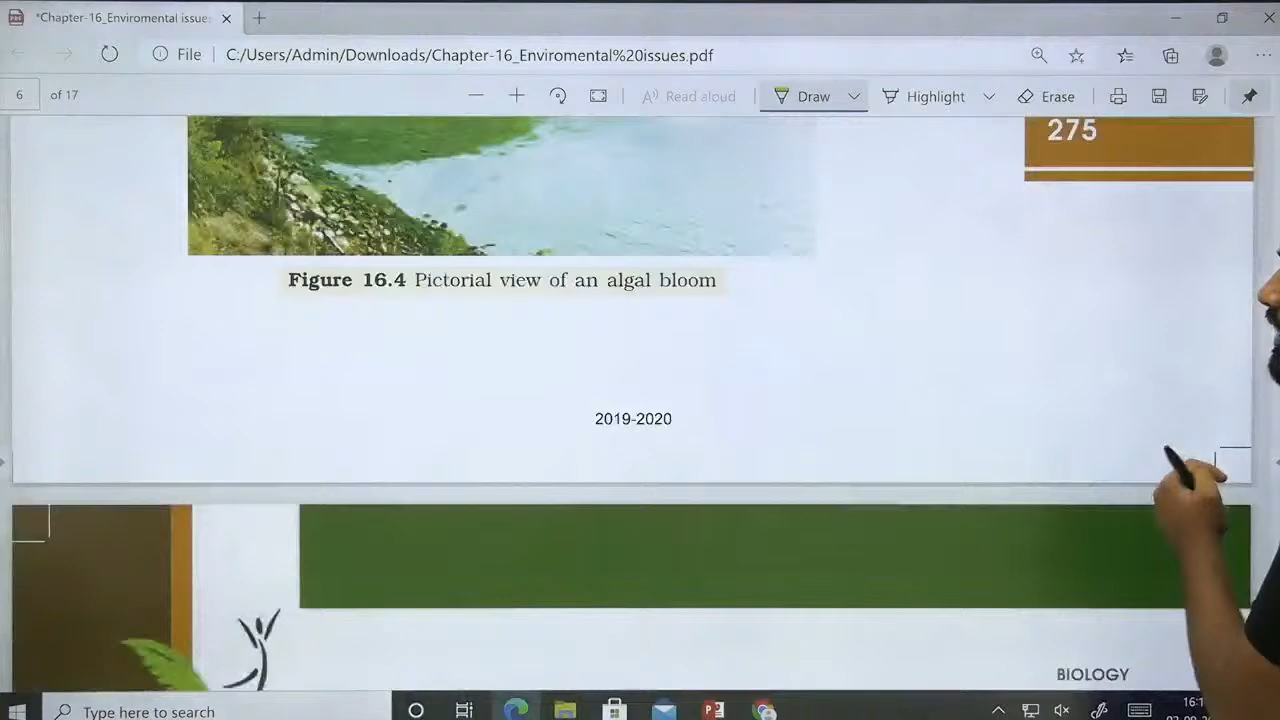 *Chapter-16_Enviromental issue
File
C:/Users/Admin/Downloads/Chapter-16_Enviromental%20issues.pdf
6 of 17
Read aloud
Draw
Highlight
Erase
275
Figure 16.4 Pictorial view of an algal bloom
2019-2020
BIOLOGY
Type here to search